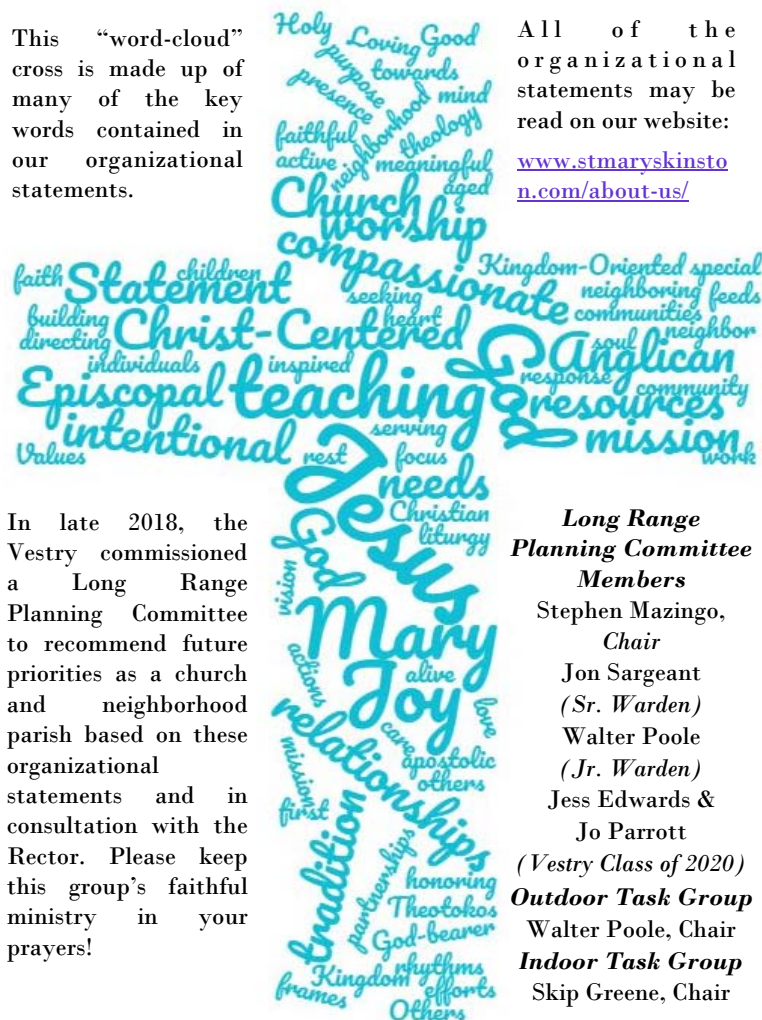 This “word-cloud”
cross is made up of
many of the key
words contained in
our organizational
statements.
All of the
organizational
statements may be
read on our website:
www.stmaryskinsto
n.com/about-us/
Holy
Loving
Good
purpose
towards
presence
mind
neighborhood
theology
faithful
active
meaningful
aged
Church
worship
compassionate
Kingdom-Oriented
special
faith
Statement
children
seeking
neighboring
feeds
building
communities
directing
Christ-Centered
heart
neighbor
soul
God
Anglican
individuals
inspired
response
community
Episcopal
teaching
resources
intentional
serving
mission
Values
rest
focus
work
Jesus
needs
Christian
liturgy
God
vision
Mary
actions
alive
Joy
love
relationships
care
apostolic
others
mission
first
tradition
partnerships
honoring
Theotokos
God-bearer
rhythms
Kingdom
frames
efforts
Others
In late 2018, the
Vestry commissioned
a Long Range
Planning Committee
to recommend future
priorities as a church
and neighborhood
parish based on these
organizational
statements and in
consultation with the
Rector. Please keep
this group’s faithful
ministry in your
prayers!
Long Range
Planning Committee
Members
Stephen Mazingo,
Chair
Jon Sargeant
(Sr. Warden)
Walter Poole
(Jr. Warden)
Jess Edwards &
Jo Parrott
(Vestry Class of 2020)
Outdoor Task Group
Walter Poole, Chair
Indoor Task Group
Skip Greene, Chair